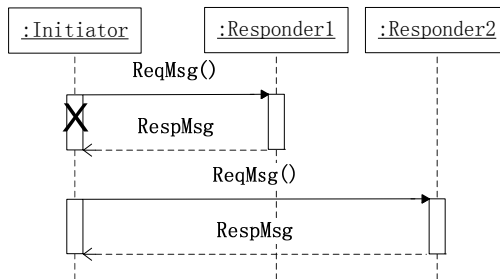 :Initiator :Responder1 :Responder2
ReqMsg()
X
RespMsg
ReqMsg()
RespMsg